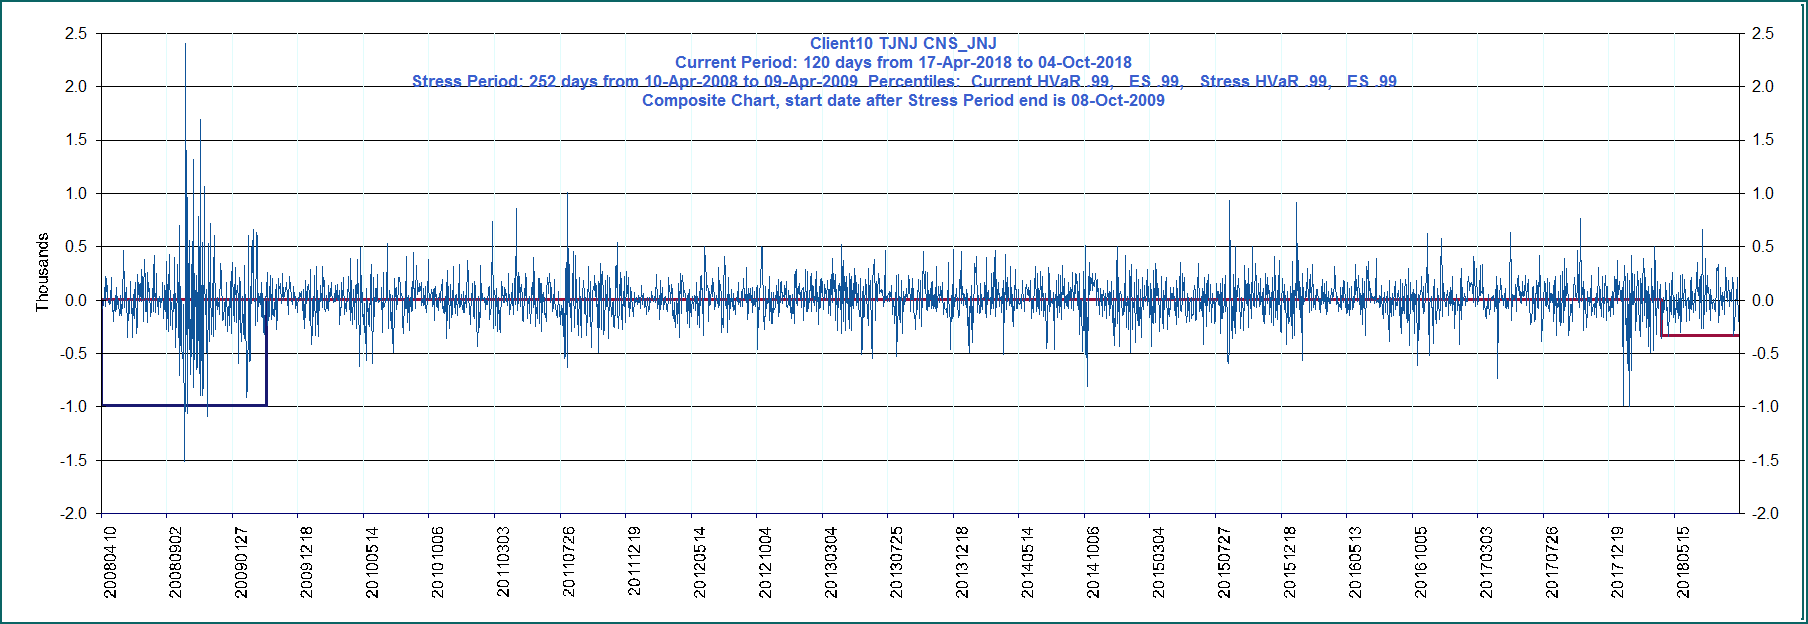 Client10 TJNJ CNS_JNJ
Current Period: 120 days from 17-Apr-2018 to 04-Oct-2018
Stress Period: 252 days from 10-Apr-2008 to 09-Apr-2009 Percentiles: Current HVaR .99, ES .99, Stress HVaR .99, ES .99
Composite Chart, start date after Stress Period end is 08-Oct-2009
2.5 2.5
2.0 2.0
1.5 1.5
1.0 1.0
0.5 0.5
0.0 0.0
-0.5 -0.5
-1.0 -1.0
-1.5 -1.5
-2.0 -2.0
Thousands
20080410 20080902 20090127 20091218 20100514 20101006 20110303 20110726 20111219 20120514 20121004 20130304 20130725 20131218 20140514 20141006 20150304 20150727 20151218 20160513 20161005 20170303 20170726 20171219 20180515